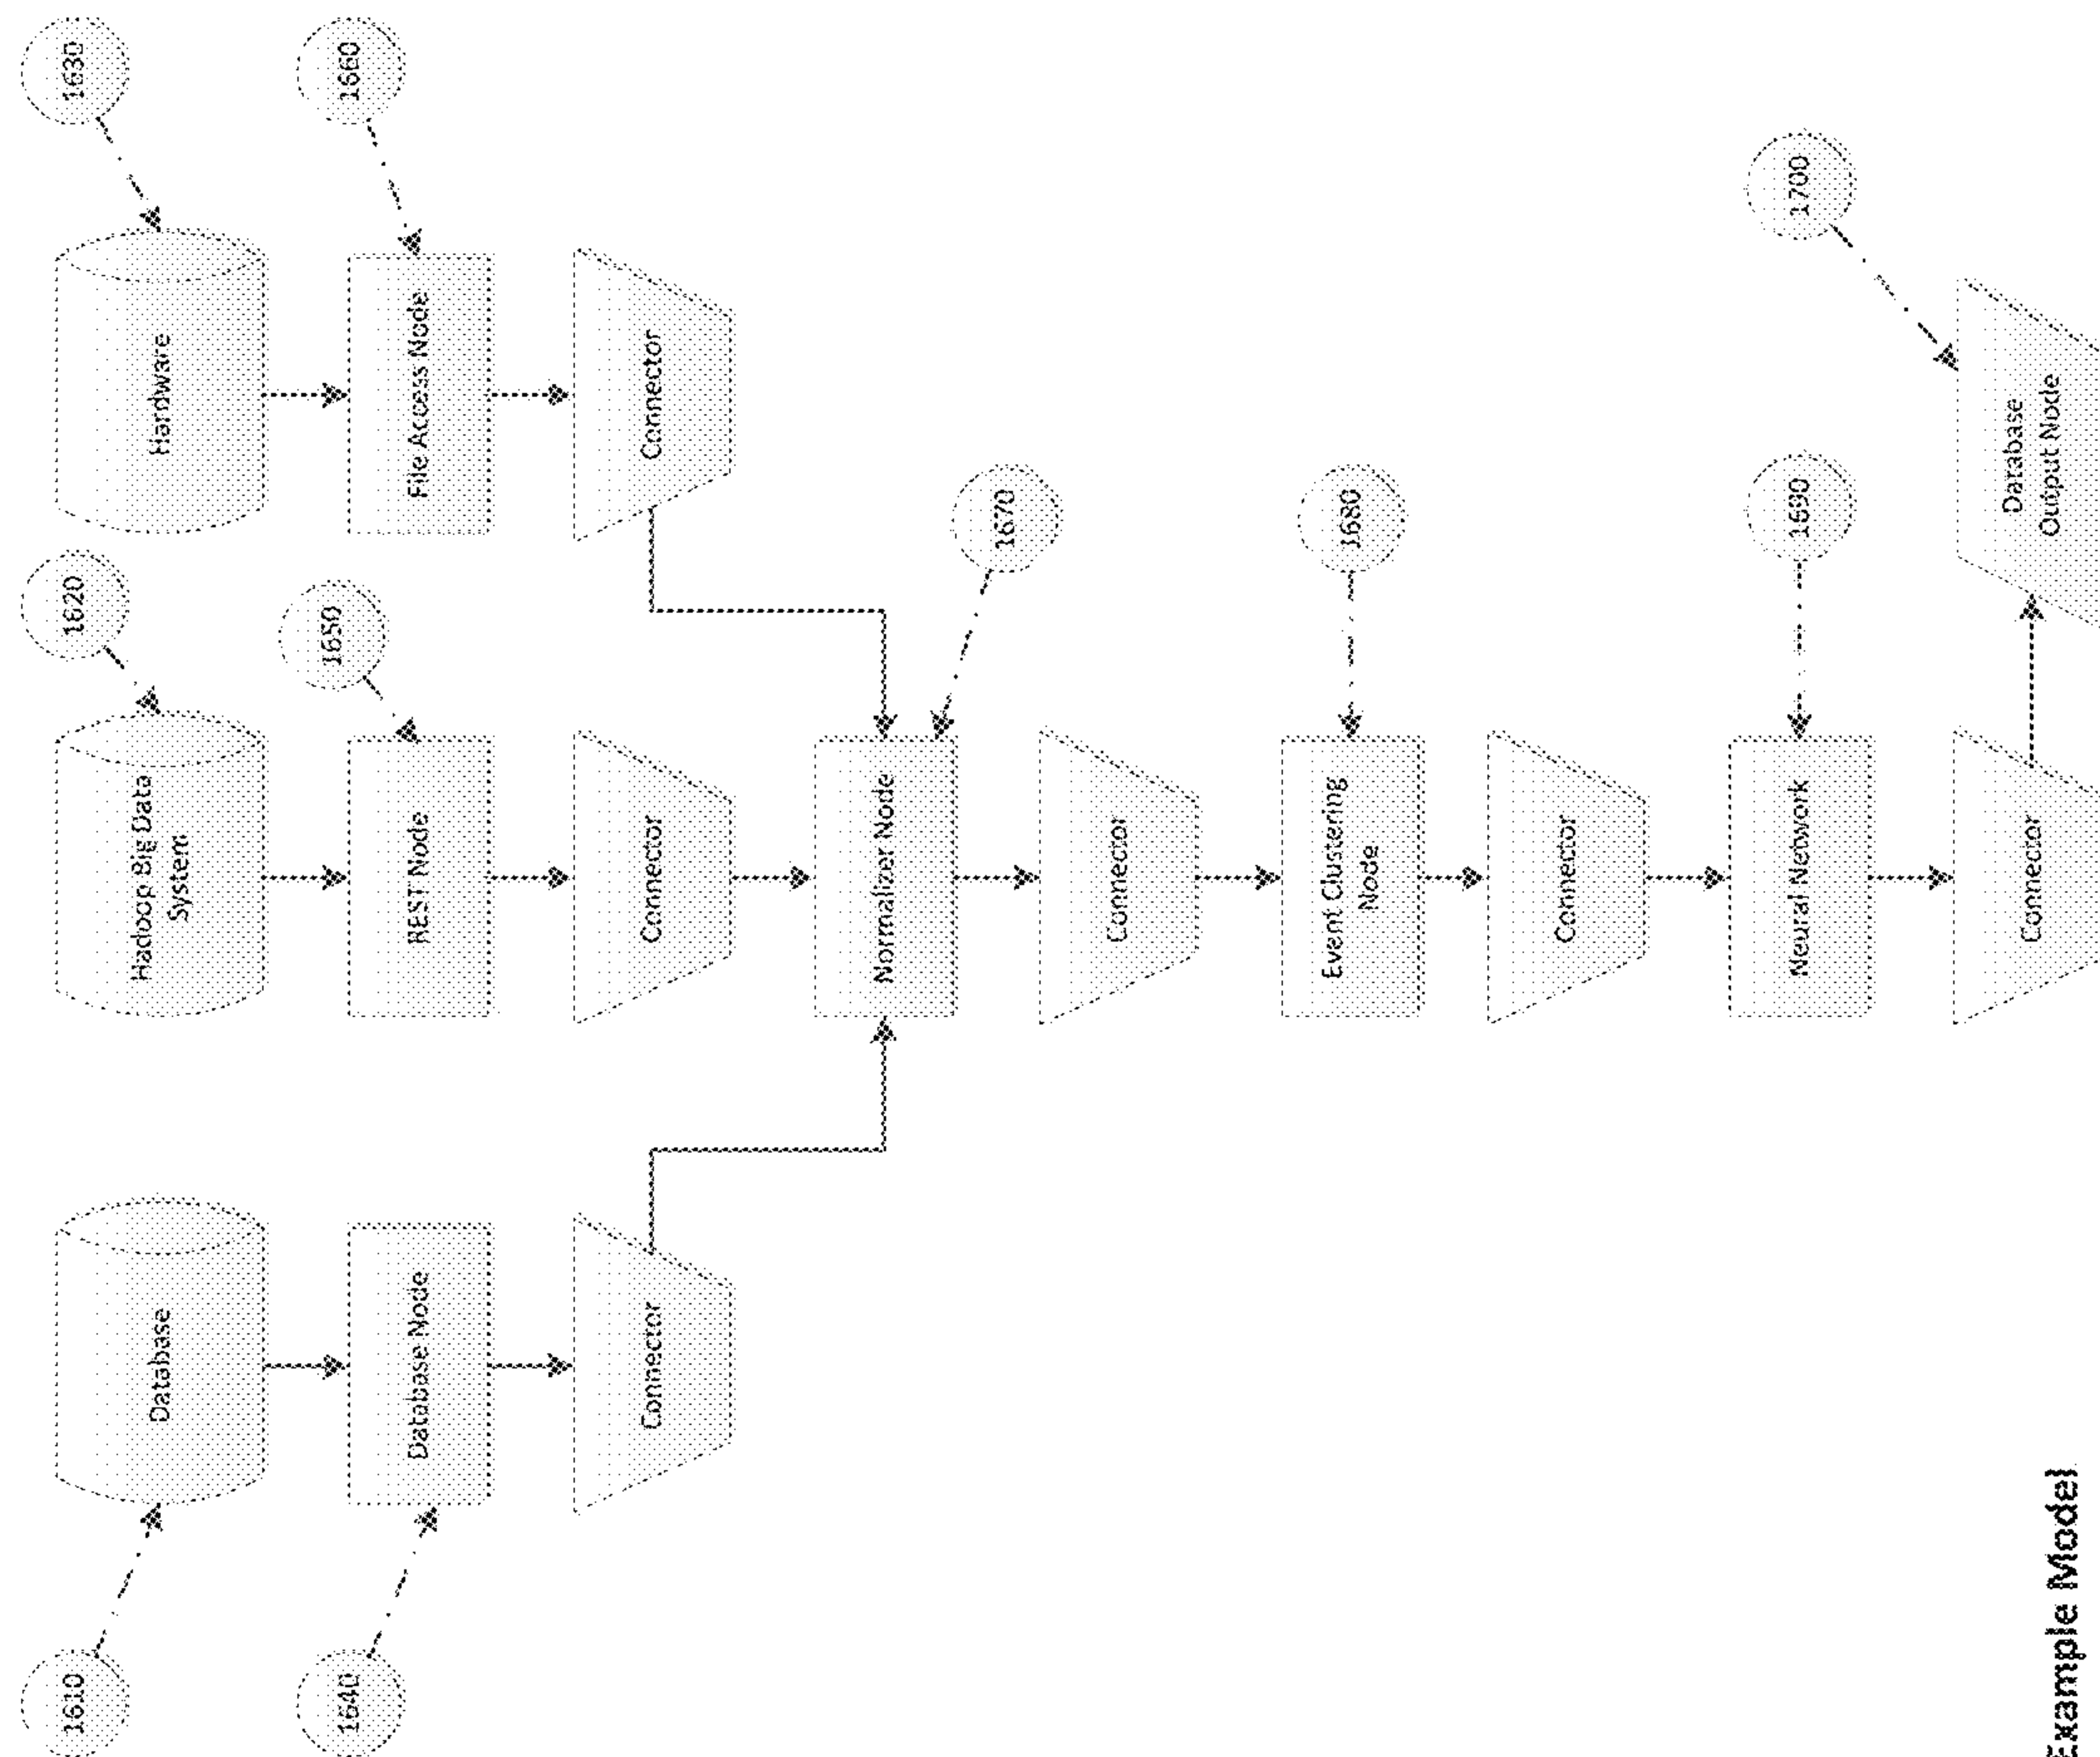 1610
1620
1630
Database
Hadoop Big Data
System
Hardware
1640
1650
1660
Database Node
REST Node
File Access Node
Connector
Connector
Connector
1670
Normalizer Node
Connector
1680
Event Clustering
Node
Connector
1690
Neural Network
1700
Connector
Darabase
Output Node
Example Model